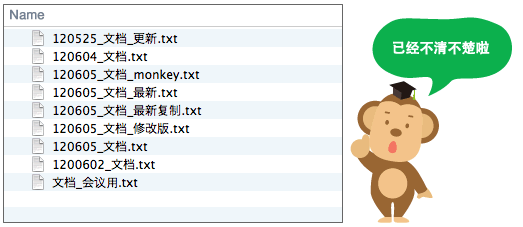 Name
120525_文档_更新.txt
120604_文档.txt
120605_文档_monkey.txt
120605_文档_最新.txt
120605_文档_最新复制.txt
120605_文档_修改版.txt
120605_文档.txt
1200602_文档.txt
文档_会议用.txt
已经不清不楚啦